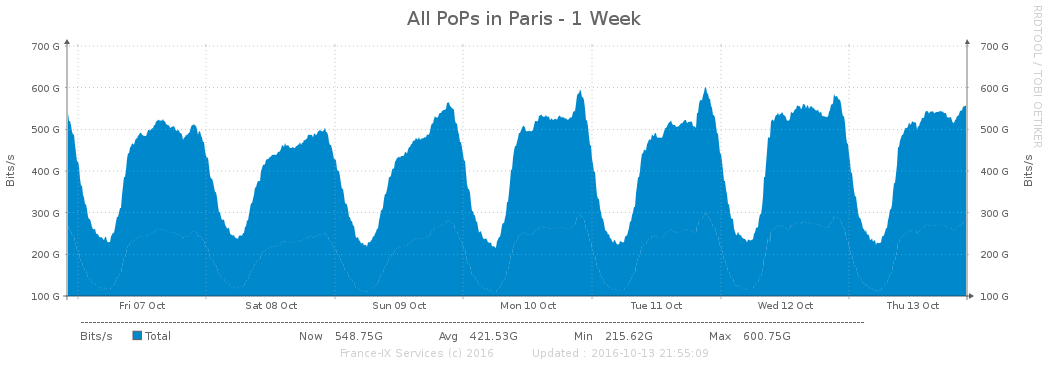 All PoPs in Paris - 1 Week
RRDTOOL / TOBI OETIKER
700 G 700 G
600 G 600 G
500 G 500 G
400 G 400 G
300 G 300 G
200 G 200 G
100 G 100 G
Bits/s Bits/s
Fri 07 Oct Sat 08 Oct Sun 09 Oct Mon 10 Oct Tue 11 Oct Wed 12 Oct Thu 13 Oct
Bits/s Total Now 548.75G Avg 421.53G Min 215.62G Max 600.75G
France-IX Services (c) 2016 Updated : 2016-10-13 21:55:09